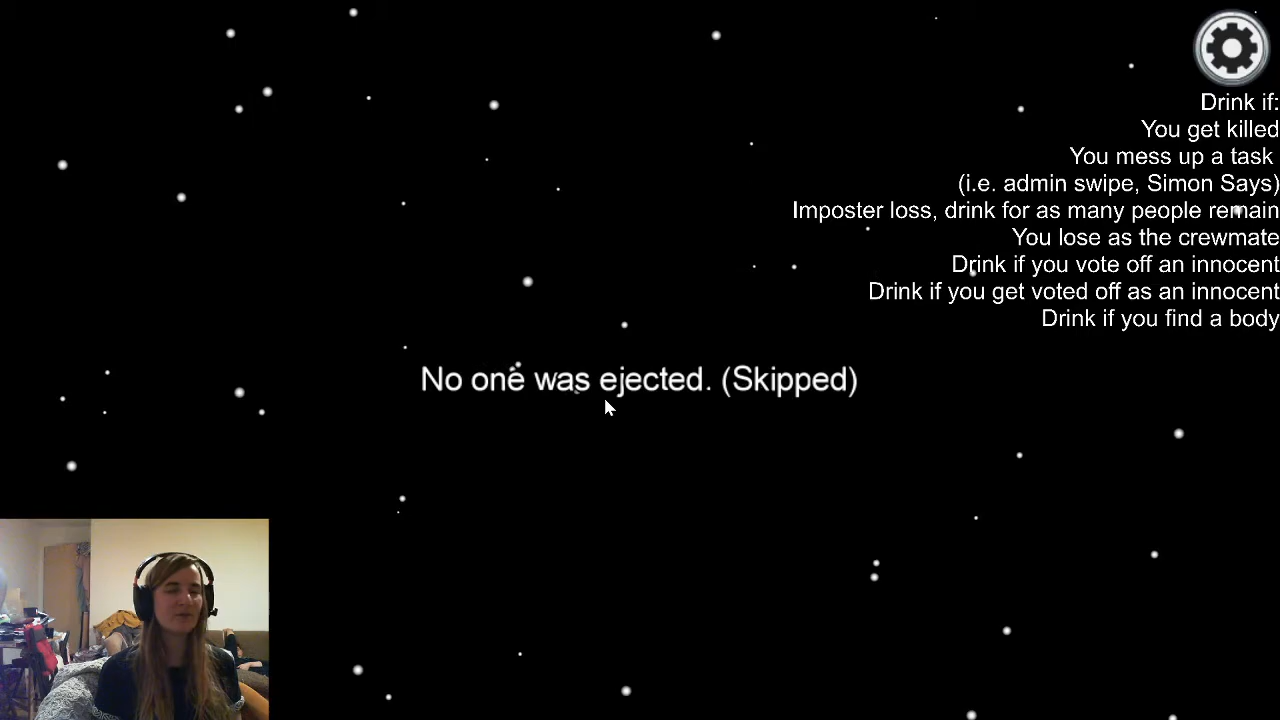 Drink if:
You get killed
You mess up a task
(i.e. admin swipe, Simon Says)
Imposter loss, drink for as many people remain
You lose as the crewmate
Drink if you vote off an innocent
Drink if you get voted off as an innocent
Drink if you find a body
No one was ejected. (Skipped)